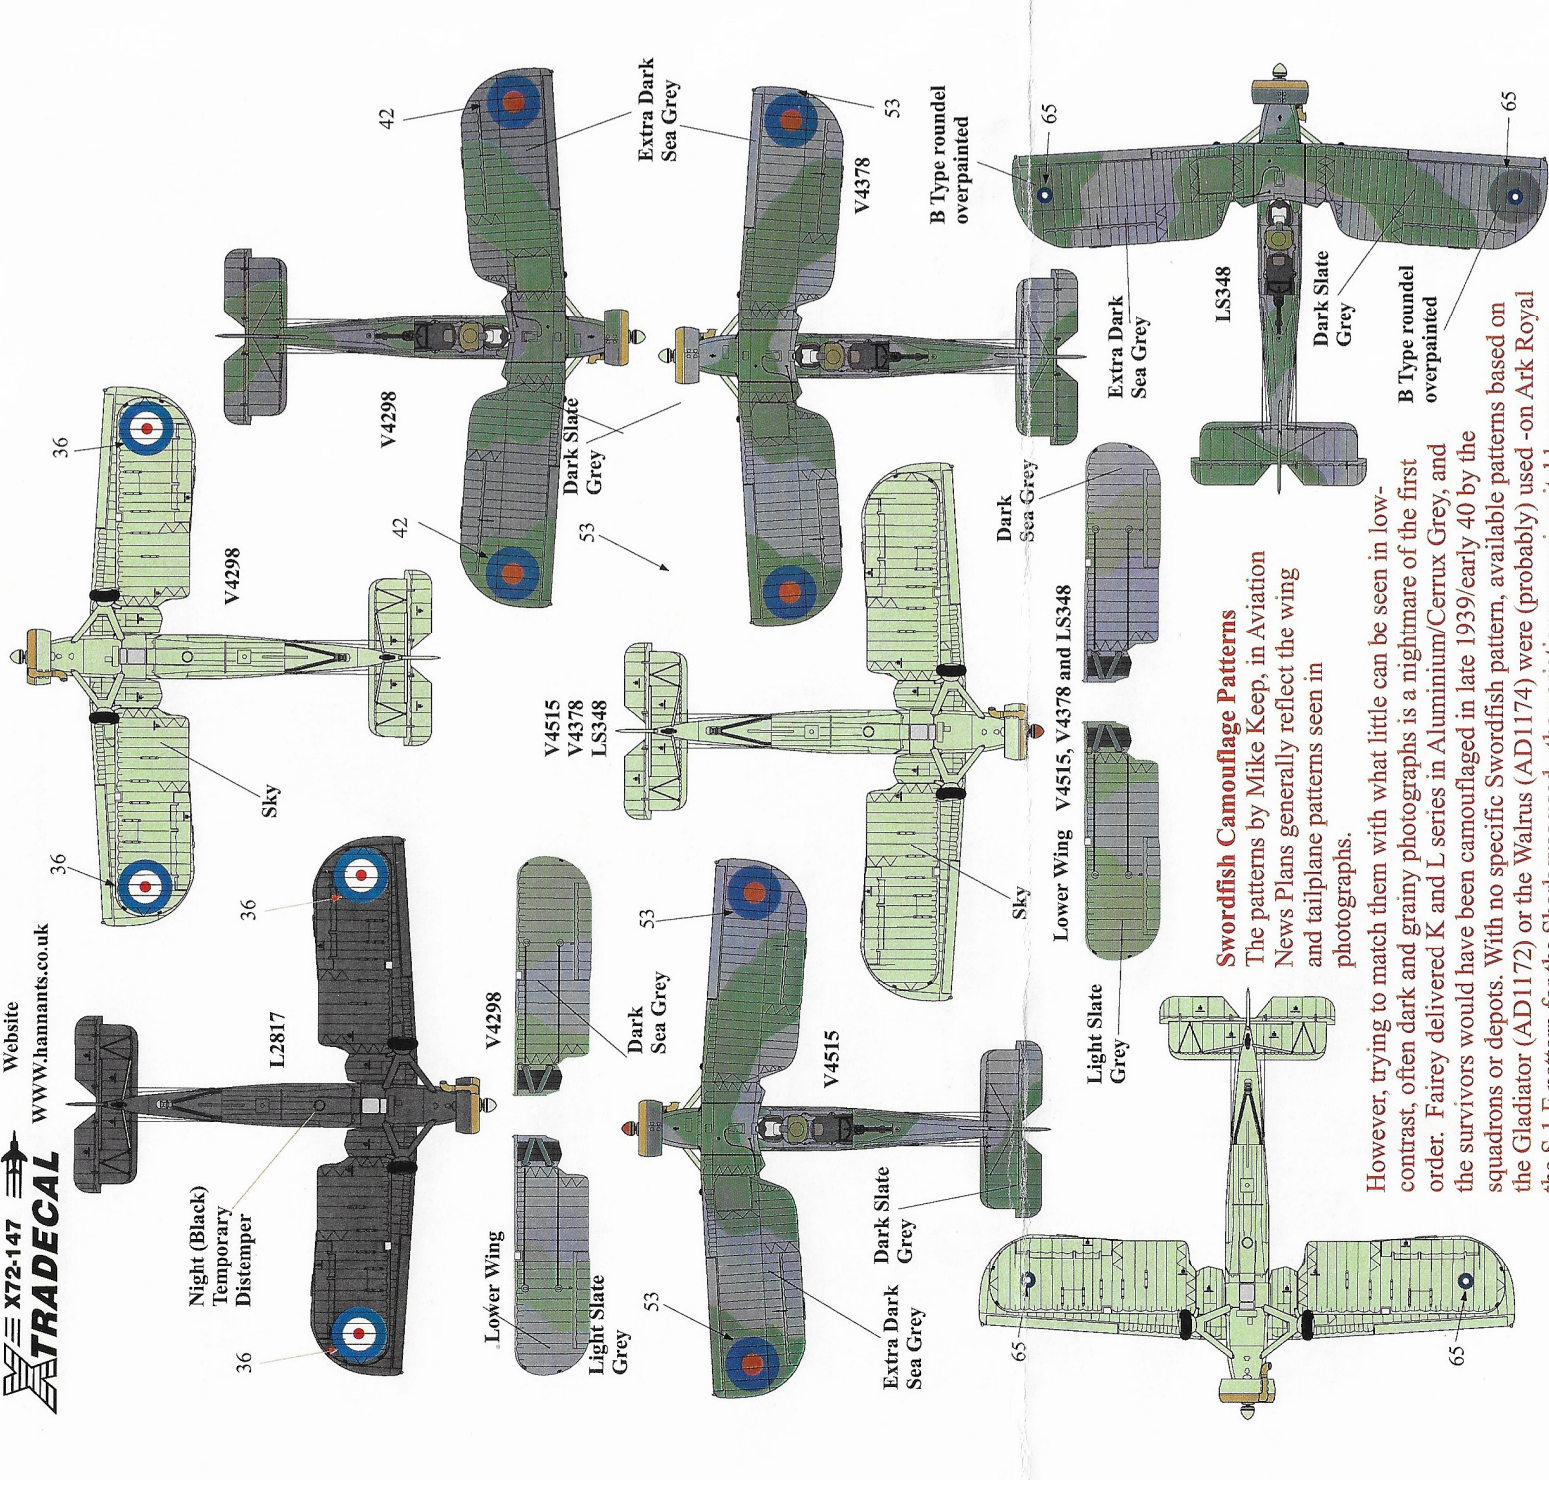 X72-147
XTRADECAL
Website
www.hannants.co.uk
36
36
Sky
V4298
36
36
L2817
Night (Black)
Temporary
Distemper
42
42
V4298
Extra Dark
Sea Grey
Dark Slate
Grey
53
53
V4378
V4298
Dark
Sea Grey
Lower Wing
Light Slate
Grey
V4515
V4378
LS348
Sky
53
53
V4515
Dark Slate
Grey
Extra Dark
Sea Grey
Lower Wing V4515, V4378 and LS348
Dark
Sea Grey
Light Slate
Grey
B Type roundel
overpainted
65
65
LS348
Extra Dark
Sea Grey
Dark Slate
Grey
B Type roundel
overpainted
65
65
Swordfish Camouflage Patterns
The patterns by Mike Keep, in Aviation
News Plans generally reflect the wing
and tailplane patterns seen in
photographs.
However, trying to match them with what little can be seen in low-
contrast, often dark and grainy photographs is a nightmare of the first
order. Fairey delivered K and L series in Aluminium/Cerrux Grey, and
the survivors would have been camouflaged in late 1939/early 40 by the
squadrons or depots. With no specific Swordfish pattern, available patterns based on
the Gladiator (AD1172) or the Walrus (AD1174) were (probably) used -on Ark Royal